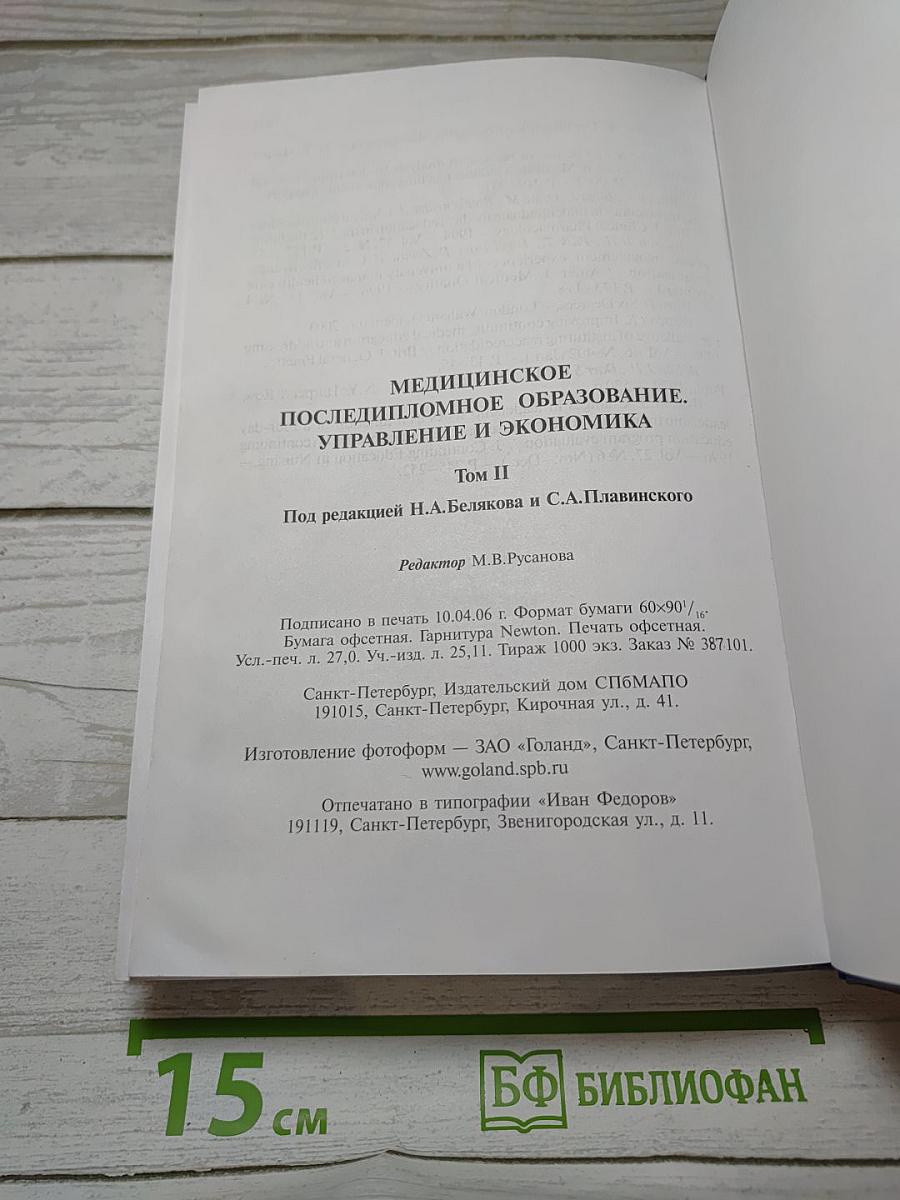 МЕДИЦИНСКОЕ
ПОСЛЕДИПЛОМНОЕ ОБРАЗОВАНИЕ.
УПРАВЛЕНИЕ И ЭКОНОМИКА
Том II
Под редакцией Н.А.Белякова и С.А.Плавинского
Редактор М.В.Русанова
Подписано в печать 10.04.06 г. Формат бумаги 60×90¹/₁₆.
Бумага офсетная. Гарнитура Newton. Печать офсетная.
Усл.-печ. л. 27,0. Уч.-изд. л. 25,11. Тираж 1000 экз. Заказ № 387101.
Санкт-Петербург, Издательский дом СПбМАПО
191015, Санкт-Петербург, Кирочная ул., д. 41.
Изготовление фотоформ — ЗАО «Голанд», Санкт-Петербург,
www.goland.spb.ru
Отпечатано в типографии «Иван Федоров»
191119, Санкт-Петербург, Звенигородская ул., д. 11.
15 см
БФ БИБЛИОФАН